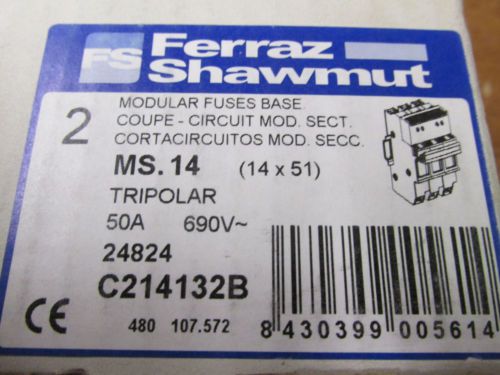 FS Ferraz
Shawmut
2
MODULAR FUSES BASE
COUPE - CIRCUIT MOD. SECT.
CORTACIRCUITOS MOD. SECC.
MS. 14 (14 x 51)
TRIPOLAR
50A 690V~
24824
C214132B
CE 480 107.572
8 430399 005614